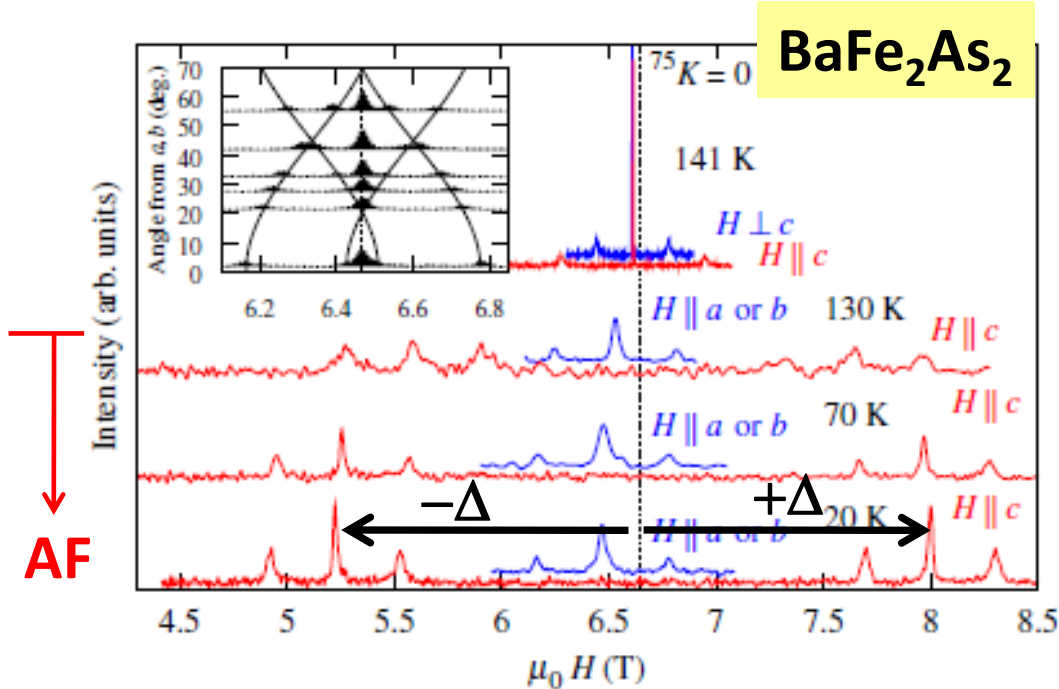 BaFe₂As₂
⁷⁵K = 0
141 K
H ⊥ c
H ∥ c
Angle from a,b (deg.)
70
60
50
40
30
20
10
0
6.2 6.4 6.6 6.8
Intensity (arb. units)
H ∥ a or b 130 K H ∥ c
H ∥ a or b 70 K H ∥ c
−Δ +Δ
H ∥ a or b 20 K H ∥ c
AF
4.5 5 5.5 6 6.5 7 7.5 8 8.5
μ₀ H (T)